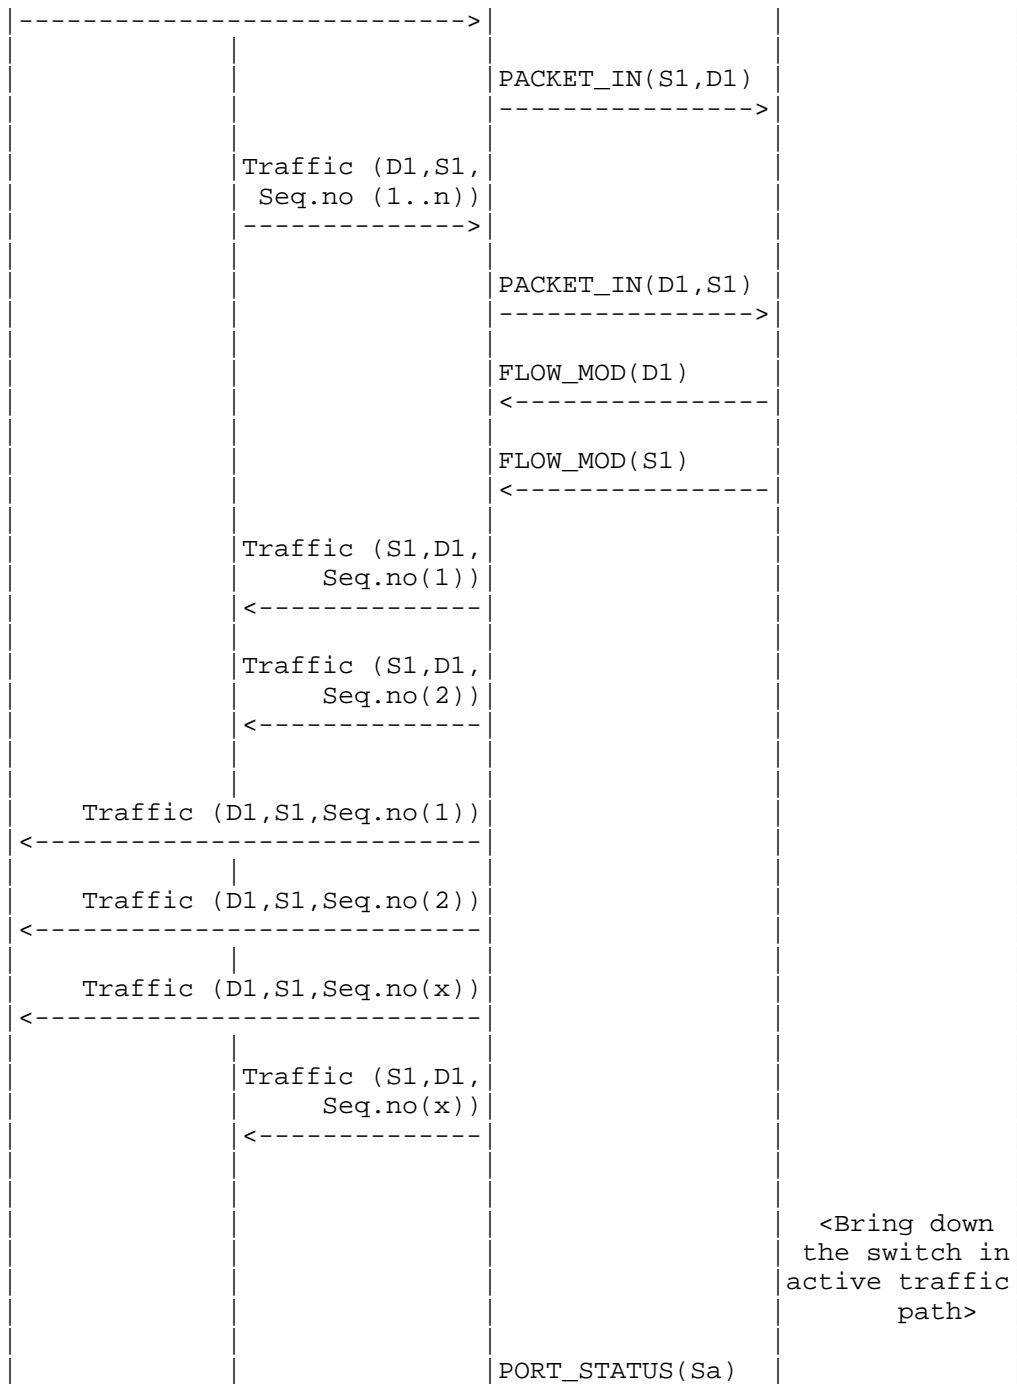 PACKET_IN(S1,D1)
Traffic (D1,S1,
Seq.no (1..n))
PACKET_IN(D1,S1)
FLOW_MOD(D1)
FLOW_MOD(S1)
Traffic (S1,D1,
Seq.no(1))
Traffic (S1,D1,
Seq.no(2))
Traffic (D1,S1,Seq.no(1))
Traffic (D1,S1,Seq.no(2))
Traffic (D1,S1,Seq.no(x))
Traffic (S1,D1,
Seq.no(x))
<Bring down
the switch in
active traffic
path>
PORT_STATUS(Sa)